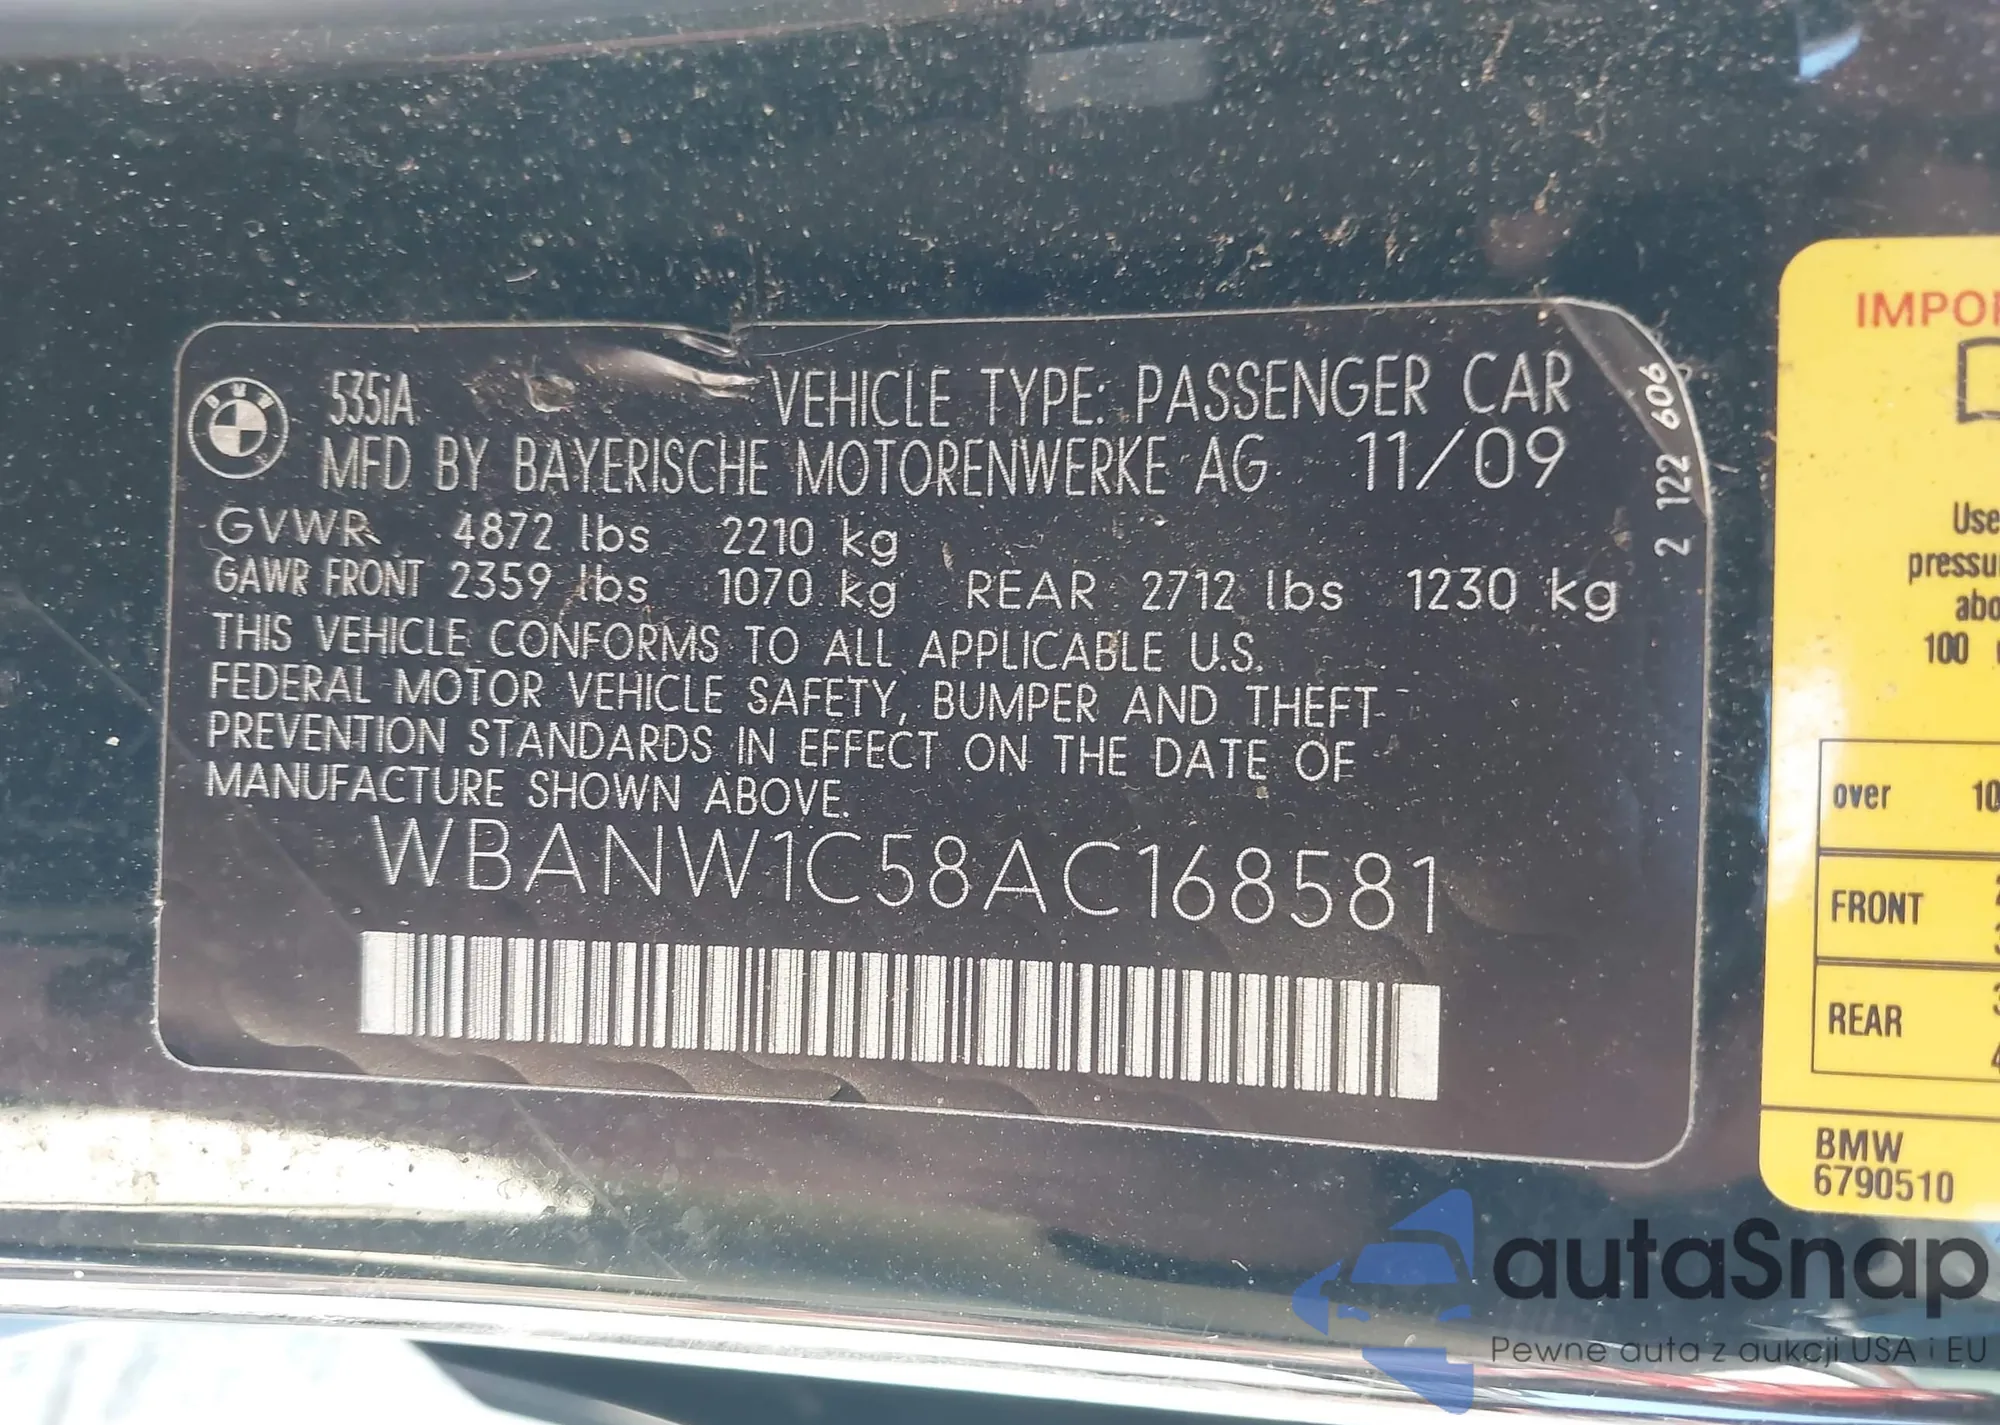 535iA VEHICLE TYPE: PASSENGER CAR
MFD BY BAYERISCHE MOTORENWERKE AG 11/09
GVWR 4872 lbs 2210 kg
GAWR FRONT 2359 lbs 1070 kg REAR 2712 lbs 1230 kg
THIS VEHICLE CONFORMS TO ALL APPLICABLE U.S.
FEDERAL MOTOR VEHICLE SAFETY, BUMPER AND THEFT
PREVENTION STANDARDS IN EFFECT ON THE DATE OF
MANUFACTURE SHOWN ABOVE.
WBANW1C58AC168581
BMW
2 122 606
Use
100
over
FRONT
REAR
BMW
6790510
autaSnap
Pewne auta z aukcji USA i EU